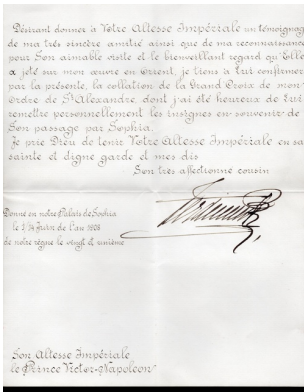 Désirant donner à Votre Altesse Impériale un témoignage
de ma très sincère amitié ainsi que de ma reconnaissance
pour Son aimable visite et le bienveillant regard qu'Elle
a jeté sur mon œuvre en Orient, je tiens à Lui confirmer
par la présente, la collation de la Grand Croix de mon
Ordre de St Alexandre, dont j'ai été heureux de Lui
remettre personnellement les insignes en souvenir de
Son passage par Sophia.
Je prie Dieu de tenir Votre Altesse Impériale en sa
sainte et digne garde et mes dis
Son très affectionné cousin
Donné en notre Palais de Sophia
le 1/14 Juin de l'an 1908
de notre règne le vingt et unième
Son Altesse Impériale
le Prince Victor-Napoléon